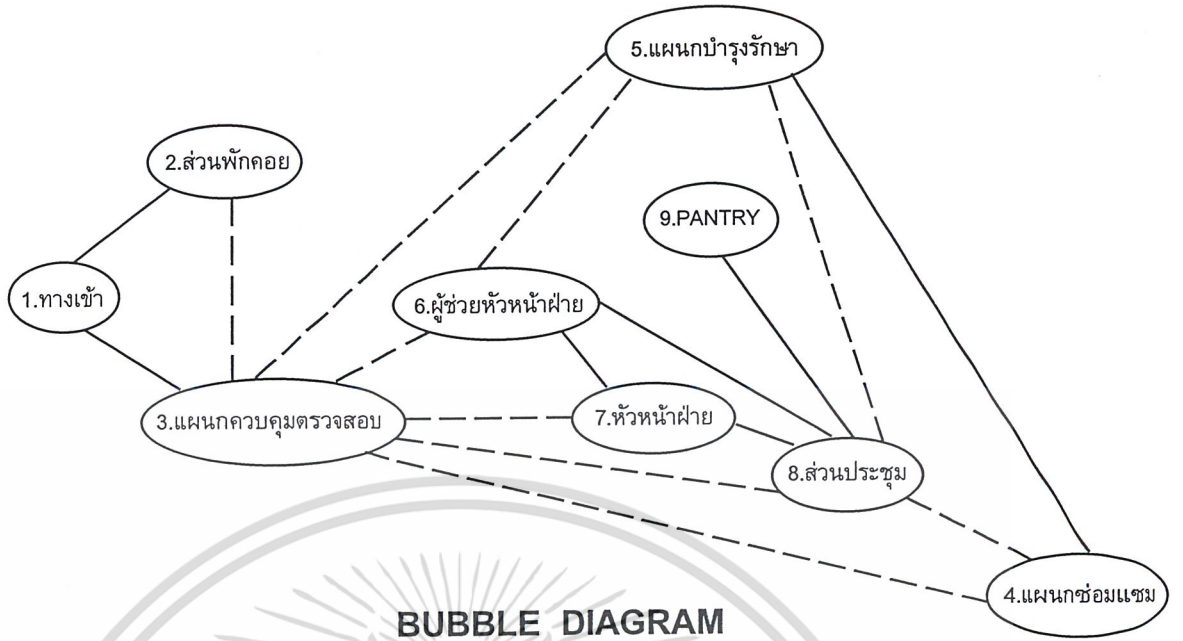 5.แผนกบำรุงรักษา
2.ส่วนพักคอย
9.PANTRY
1.ทางเข้า
6.ผู้ช่วยหัวหน้าฝ่าย
3.แผนกควบคุมตรวจสอบ
7.หัวหน้าฝ่าย
8.ส่วนประชุม
4.แผนกซ่อมแซม
BUBBLE DIAGRAM